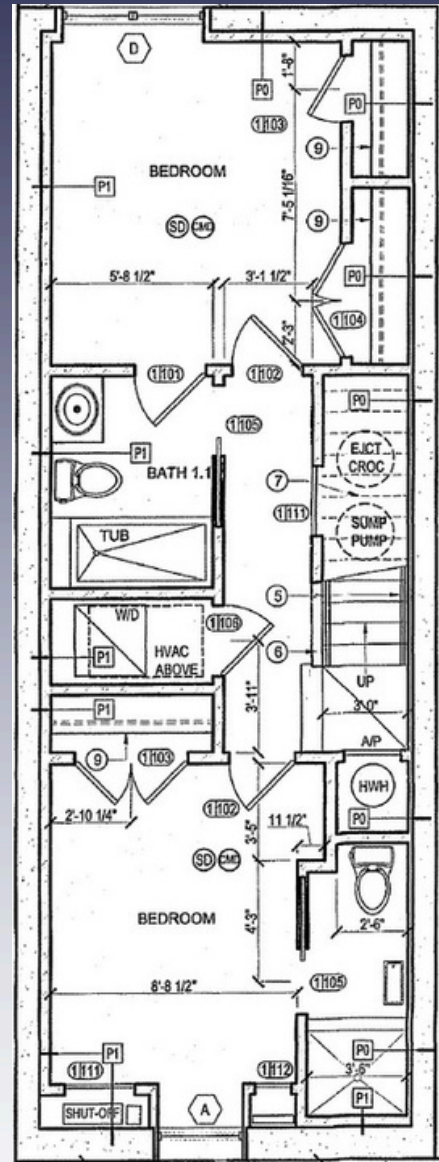 D
P0
1'-8"
P0
1 103
BEDROOM
9
P1
7'-5 1/16"
SD CMD
9
5'-8 1/2"
3'-1 1/2"
P0
2'-3"
1 104
1 101
1 102
P0
1 105
EJCT
CROC
P1
BATH 1.1
7
1 111
SUMP
PUMP
TUB
5
W/D
1 106
HVAC
ABOVE
P1
6
UP
3'-11"
3'-0"
P1
A/P
9
1 103
HWH
1 102
2'-10 1/4"
11 1/2"
P0
3'-5"
SD CMD
BEDROOM
2'-6"
4'-3"
8'-8 1/2"
1 105
P1
P0
1 111
1 112
3'-6"
SHUT-OFF
A
P1